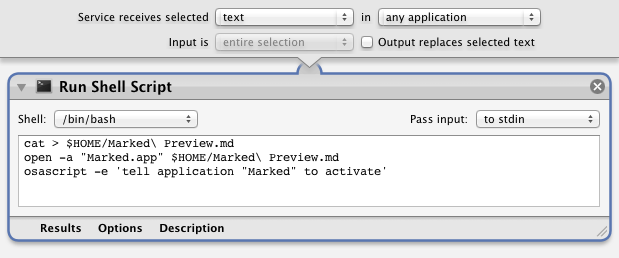 Service receives selected text in any application
Input is entire selection Output replaces selected text
Run Shell Script
Shell: /bin/bash Pass input: to stdin
cat > $HOME/Marked\ Preview.md
open -a "Marked.app" $HOME/Marked\ Preview.md
osascript -e 'tell application "Marked" to activate'
Results Options Description